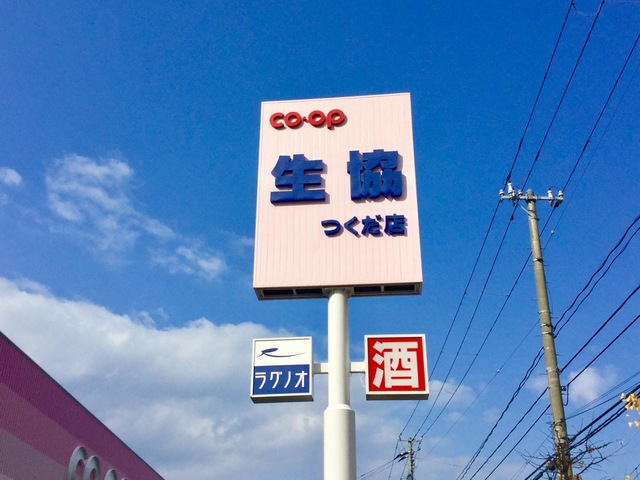 co-op
生協
つくだ店
ラグノオ
酒